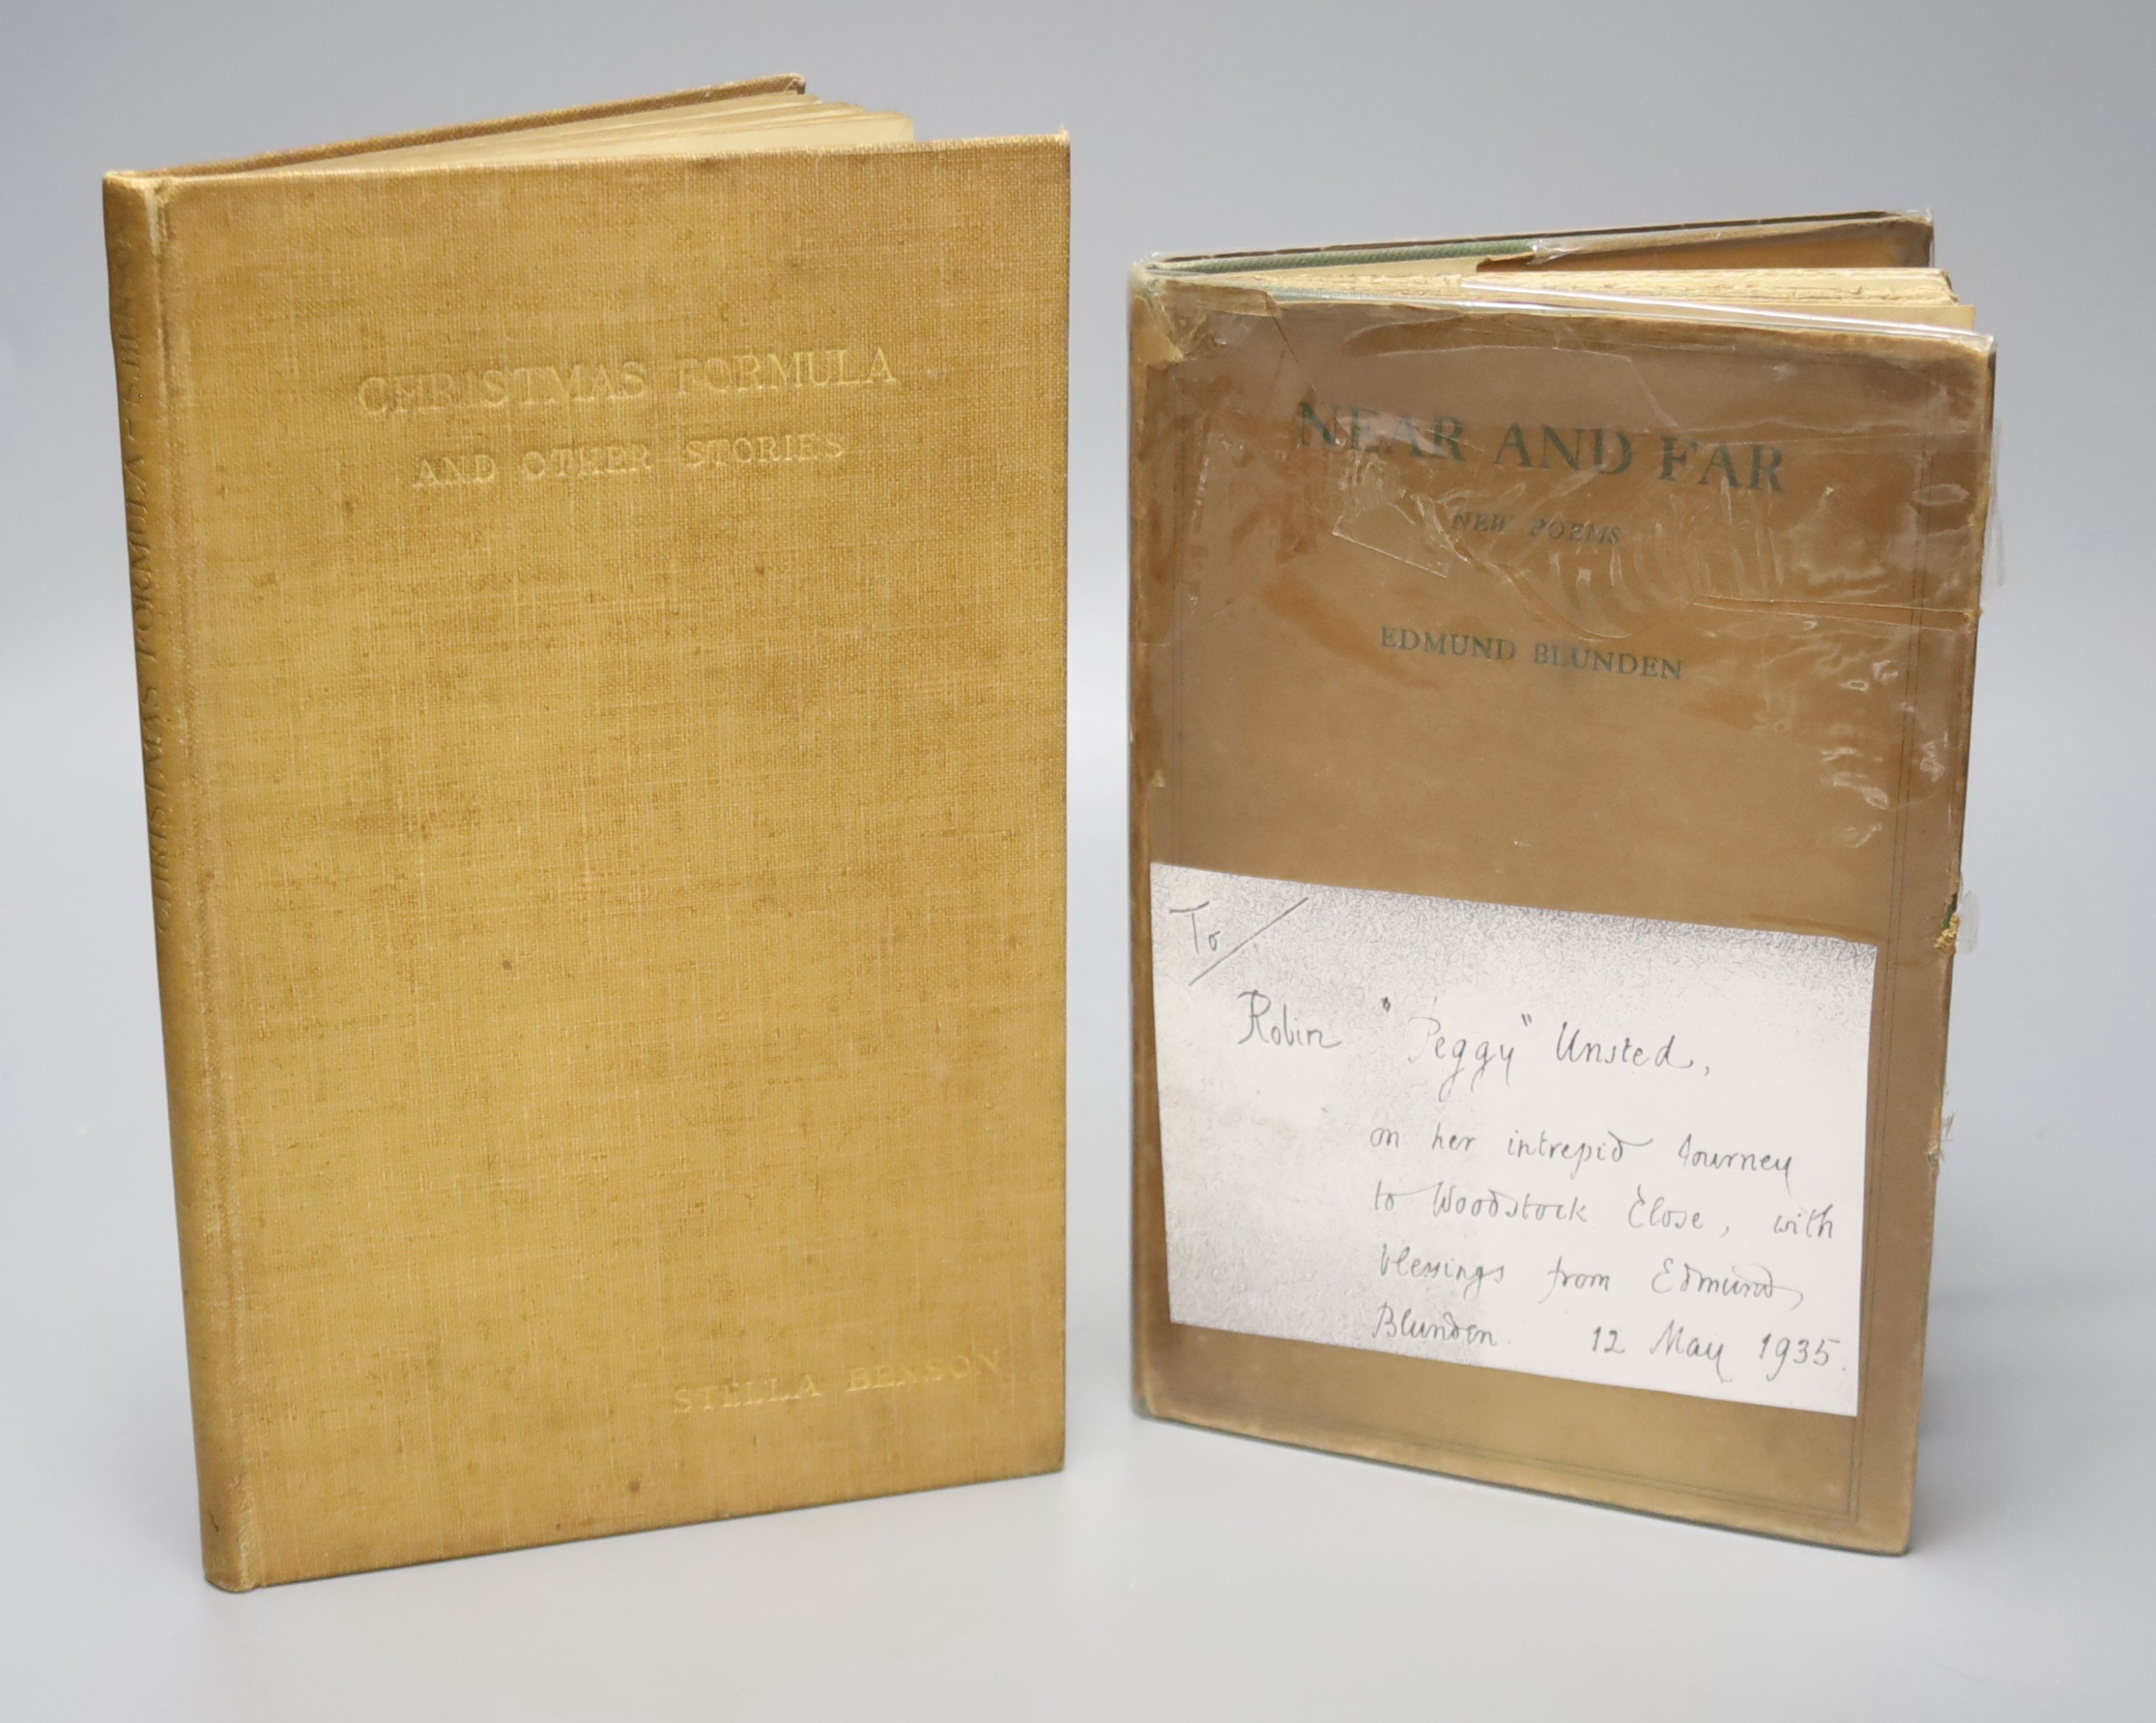 CHRISTMAS FORMULA - S. BENSON
CHRISTMAS FORMULA
AND OTHER STORIES
STELLA BENSON
NEAR AND FAR
NEW POEMS
EDMUND BLUNDEN
To
Robin "Peggy" Unsted,
on her intrepid Journey
to Woodstock Close, with
blessings from Edmund
Blunden. 12 May 1935.